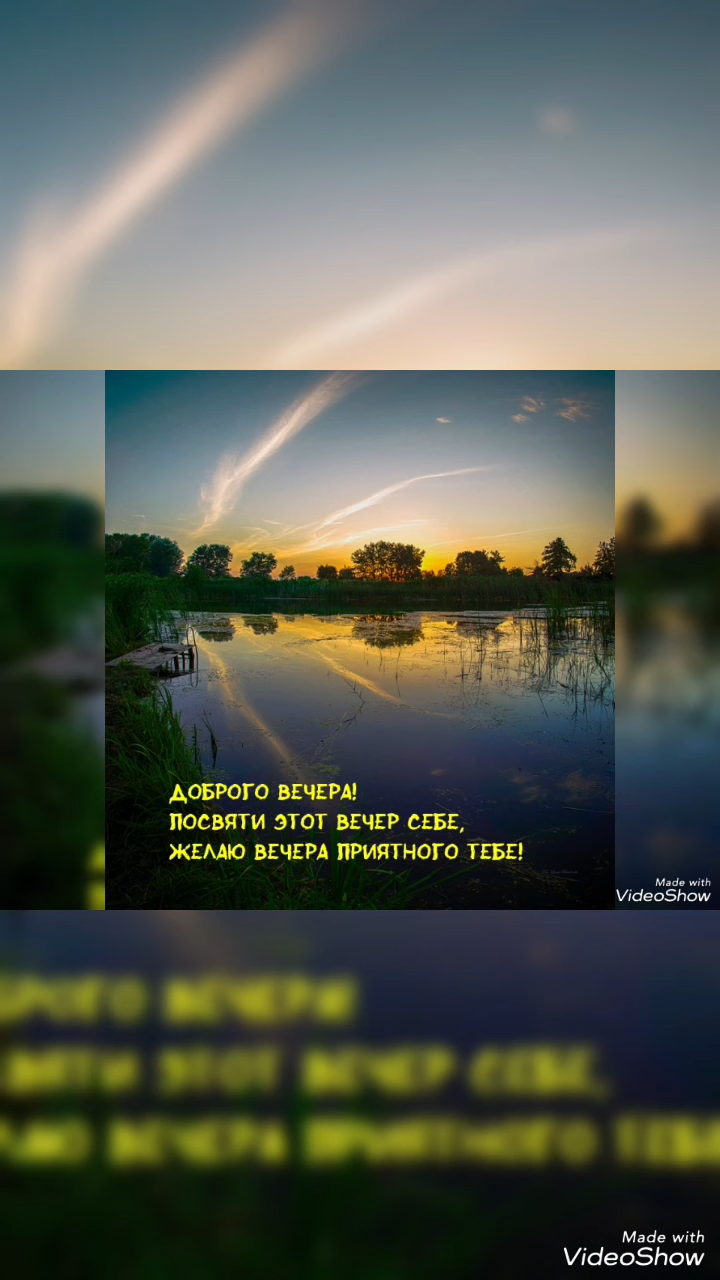 ДОБРОГО ВЕЧЕРА!
ПОСВЯТИ ЭТОТ ВЕЧЕР СЕБЕ,
ЖЕЛАЮ ВЕЧЕРА ПРИЯТНОГО ТЕБЕ!
Made with
VideoShow
Made with
VideoShow